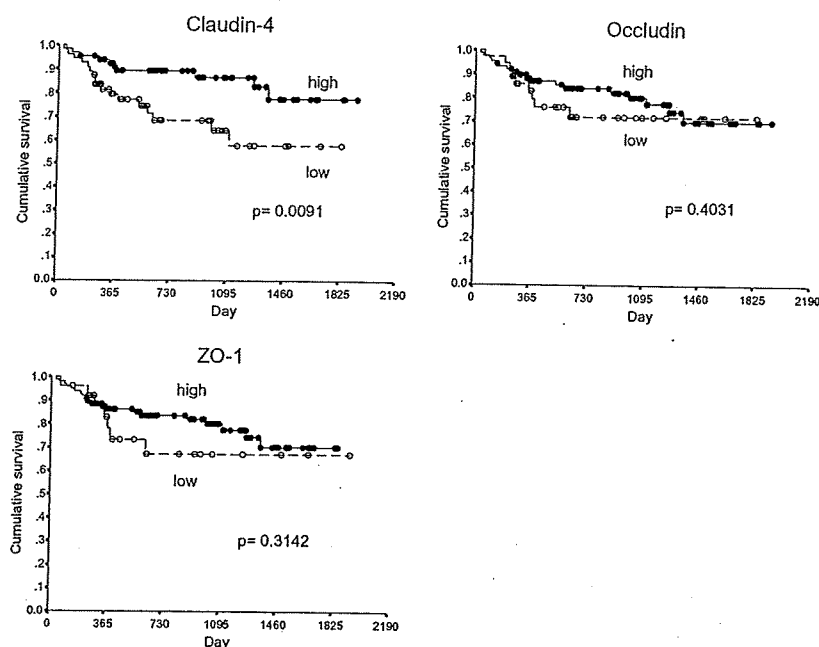 Claudin-4
Cumulative survival
1.0
.9
.8
.7
.6
.5
.4
.3
.2
.1
0.0
high
low
p= 0.0091
0 365 730 1095 1460 1825 2190
Day
Occludin
Cumulative survival
1.0
.9
.8
.7
.6
.5
.4
.3
.2
.1
0.0
high
low
p= 0.4031
0 365 730 1095 1460 1825 2190
Day
ZO-1
Cumulative survival
1.0
.9
.8
.7
.6
.5
.4
.3
.2
.1
0.0
high
low
p= 0.3142
0 365 730 1095 1460 1825 2190
Day